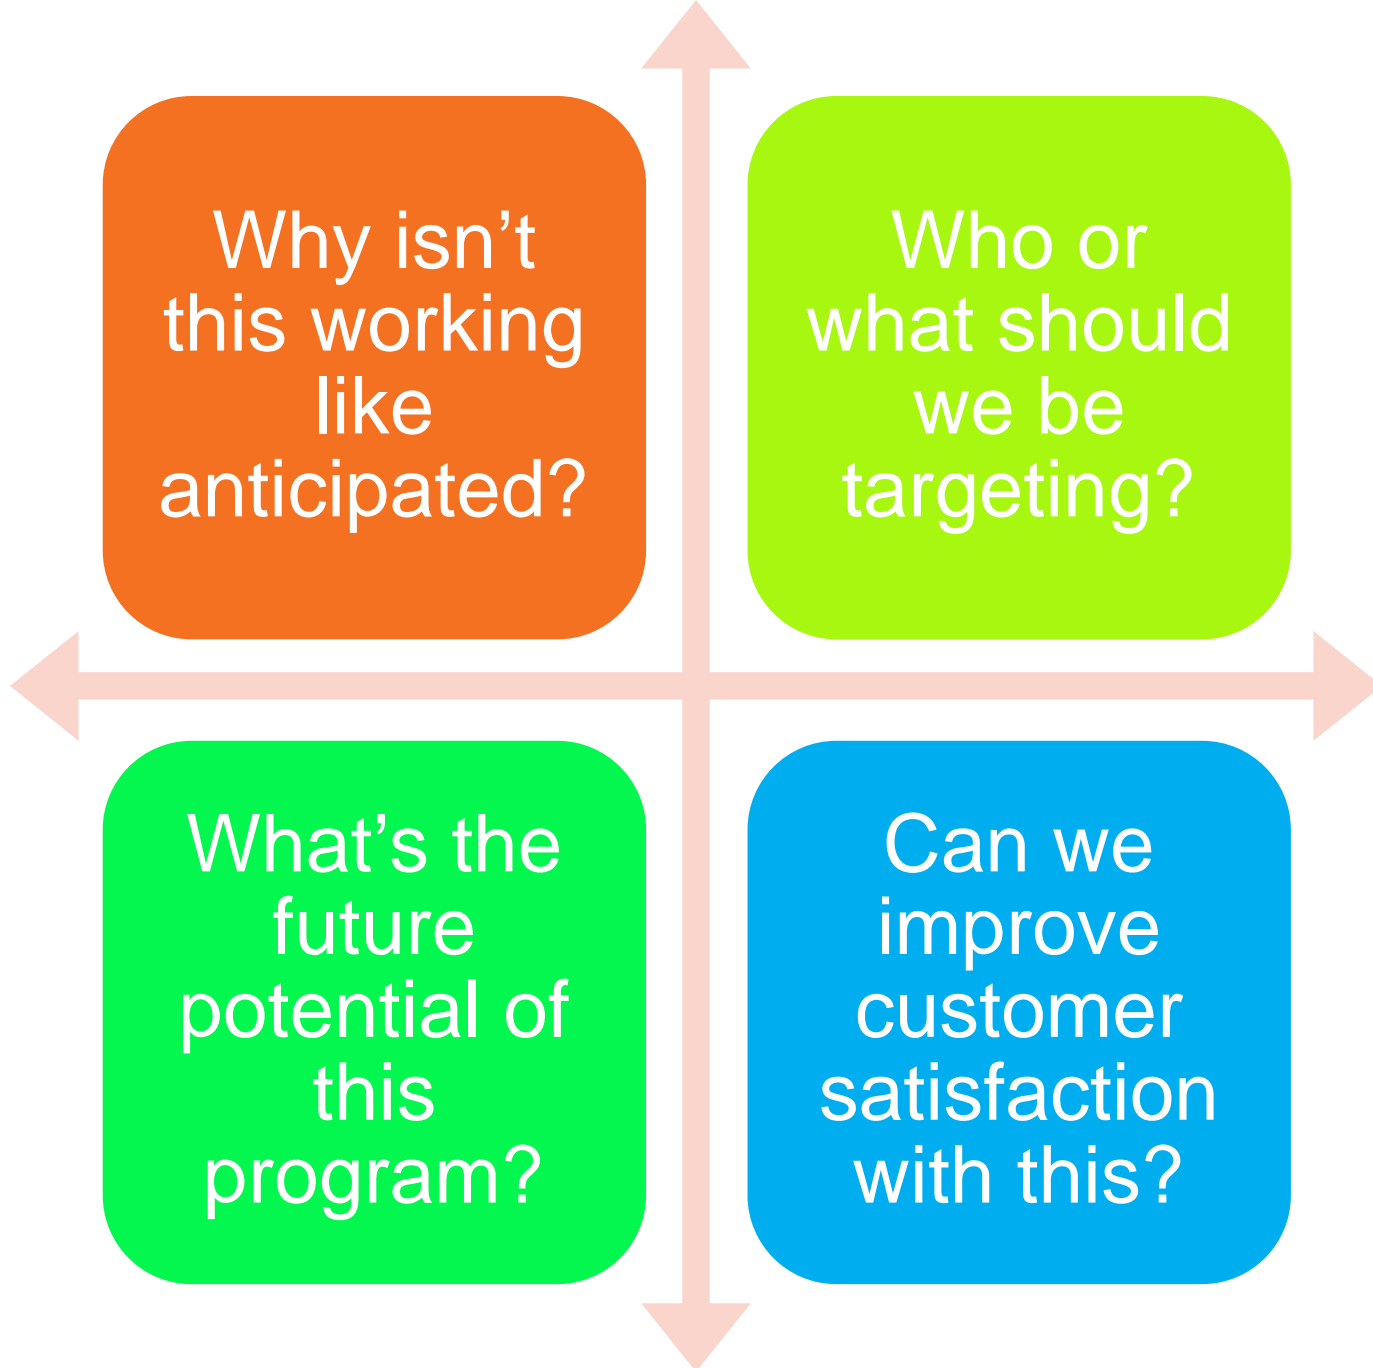 Why isn’t
this working
like
anticipated?
Who or
what should
we be
targeting?
What’s the
future
potential of
this
program?
Can we
improve
customer
satisfaction
with this?